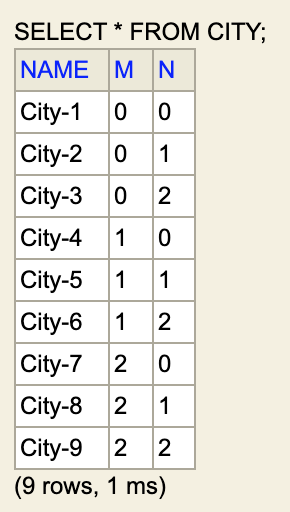 SELECT * FROM CITY;
NAME M N
City-1 0 0
City-2 0 1
City-3 0 2
City-4 1 0
City-5 1 1
City-6 1 2
City-7 2 0
City-8 2 1
City-9 2 2
(9 rows, 1 ms)